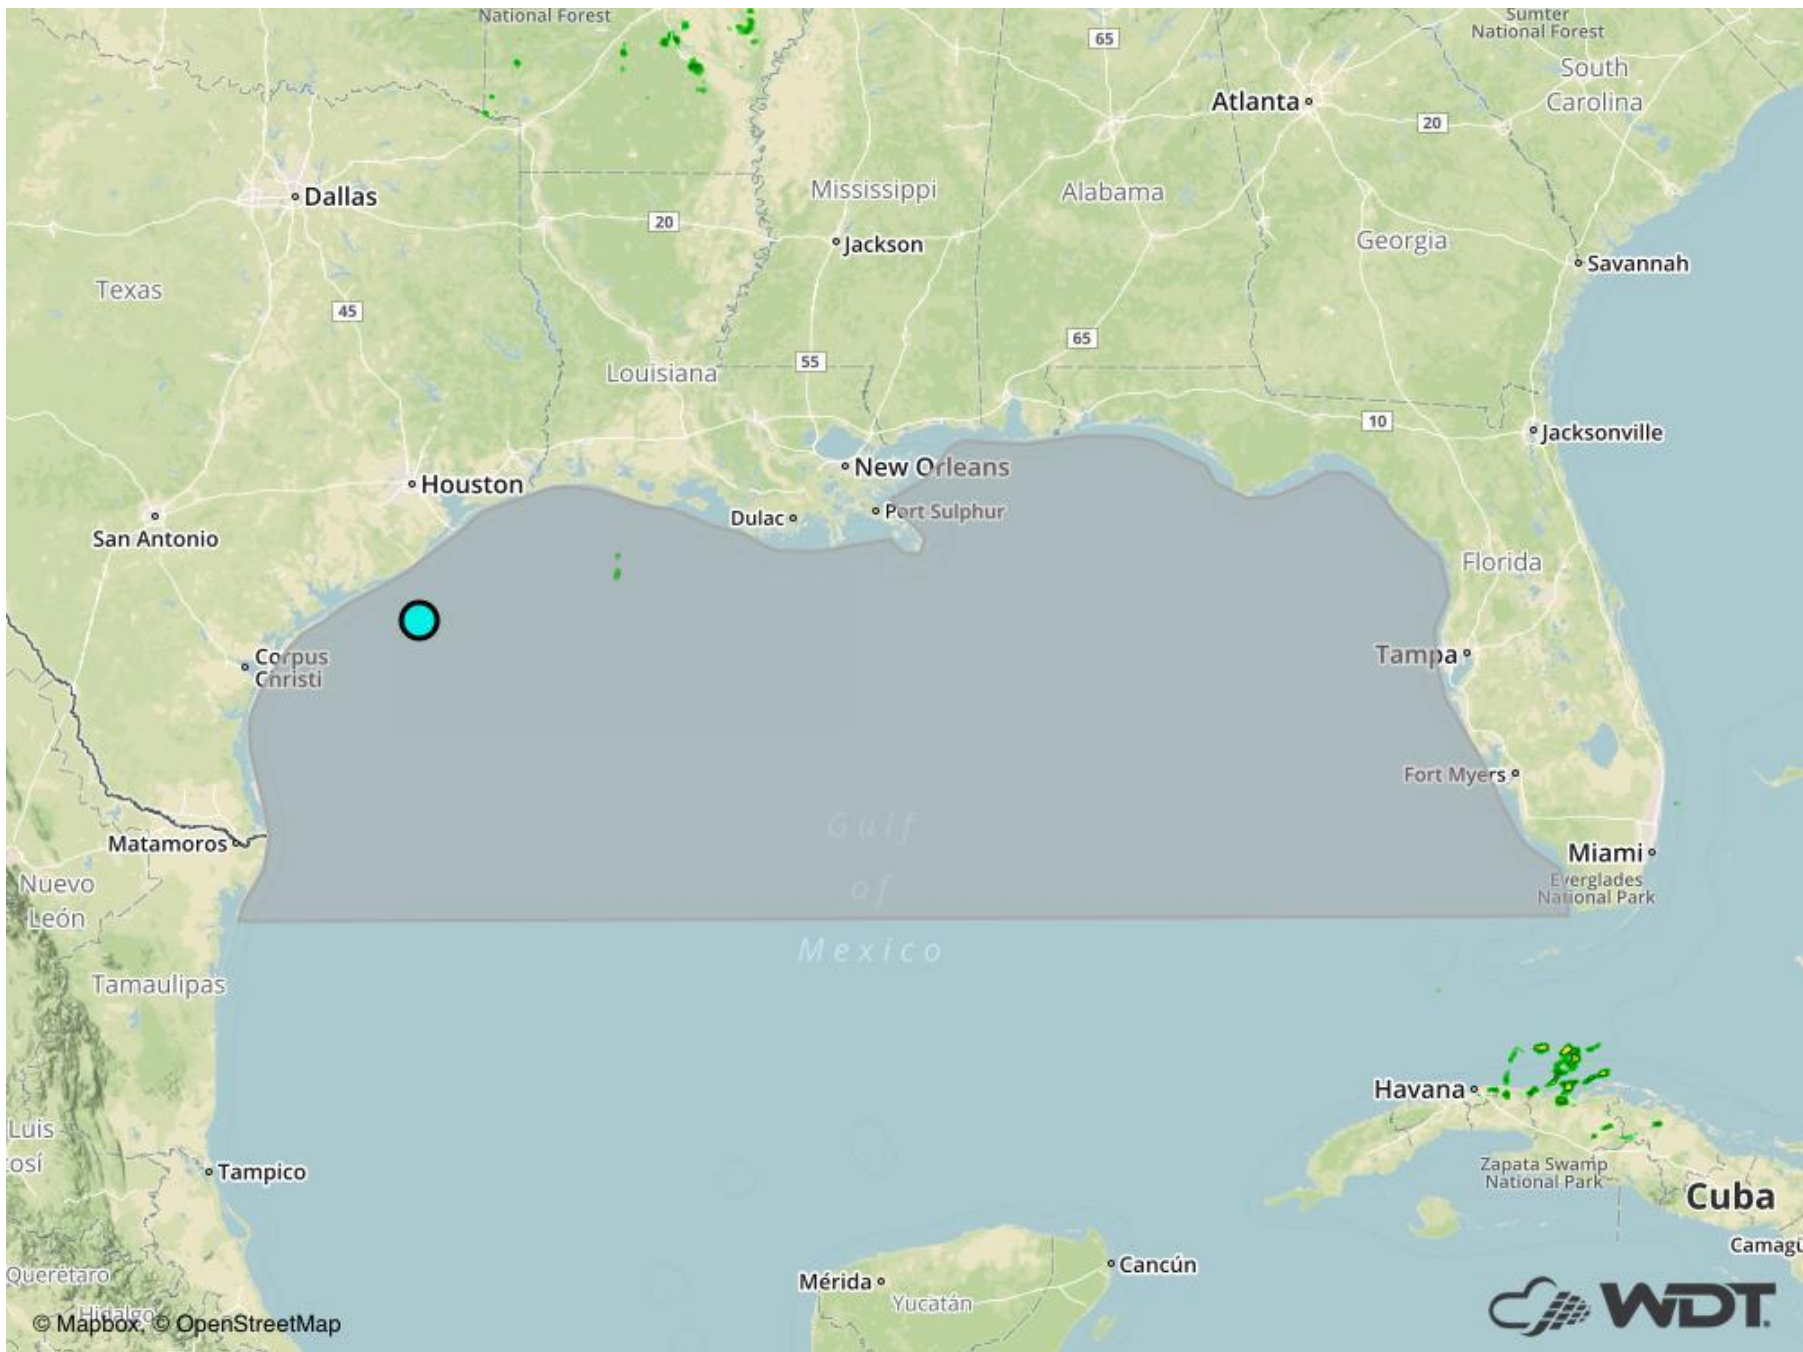 National Forest
65
Sumter
National Forest
South
Carolina
Atlanta
20
Dallas
Mississippi
Alabama
20
Jackson
Georgia
Savannah
Texas
45
65
55
Louisiana
10
Jacksonville
New Orleans
Houston
Dulac
Port Sulphur
San Antonio
Florida
Corpus
Christi
Tampa
Fort Myers
Gulf
of
Mexico
Matamoros
Miami
Everglades
National Park
Nuevo
León
Tamaulipas
Havana
Luis
osí
Tampico
Zapata Swamp
National Park
Cuba
Camagü
Cancún
Mérida
Yucatán
Querétaro
Hidalgo
© Mapbox, © OpenStreetMap
WDT